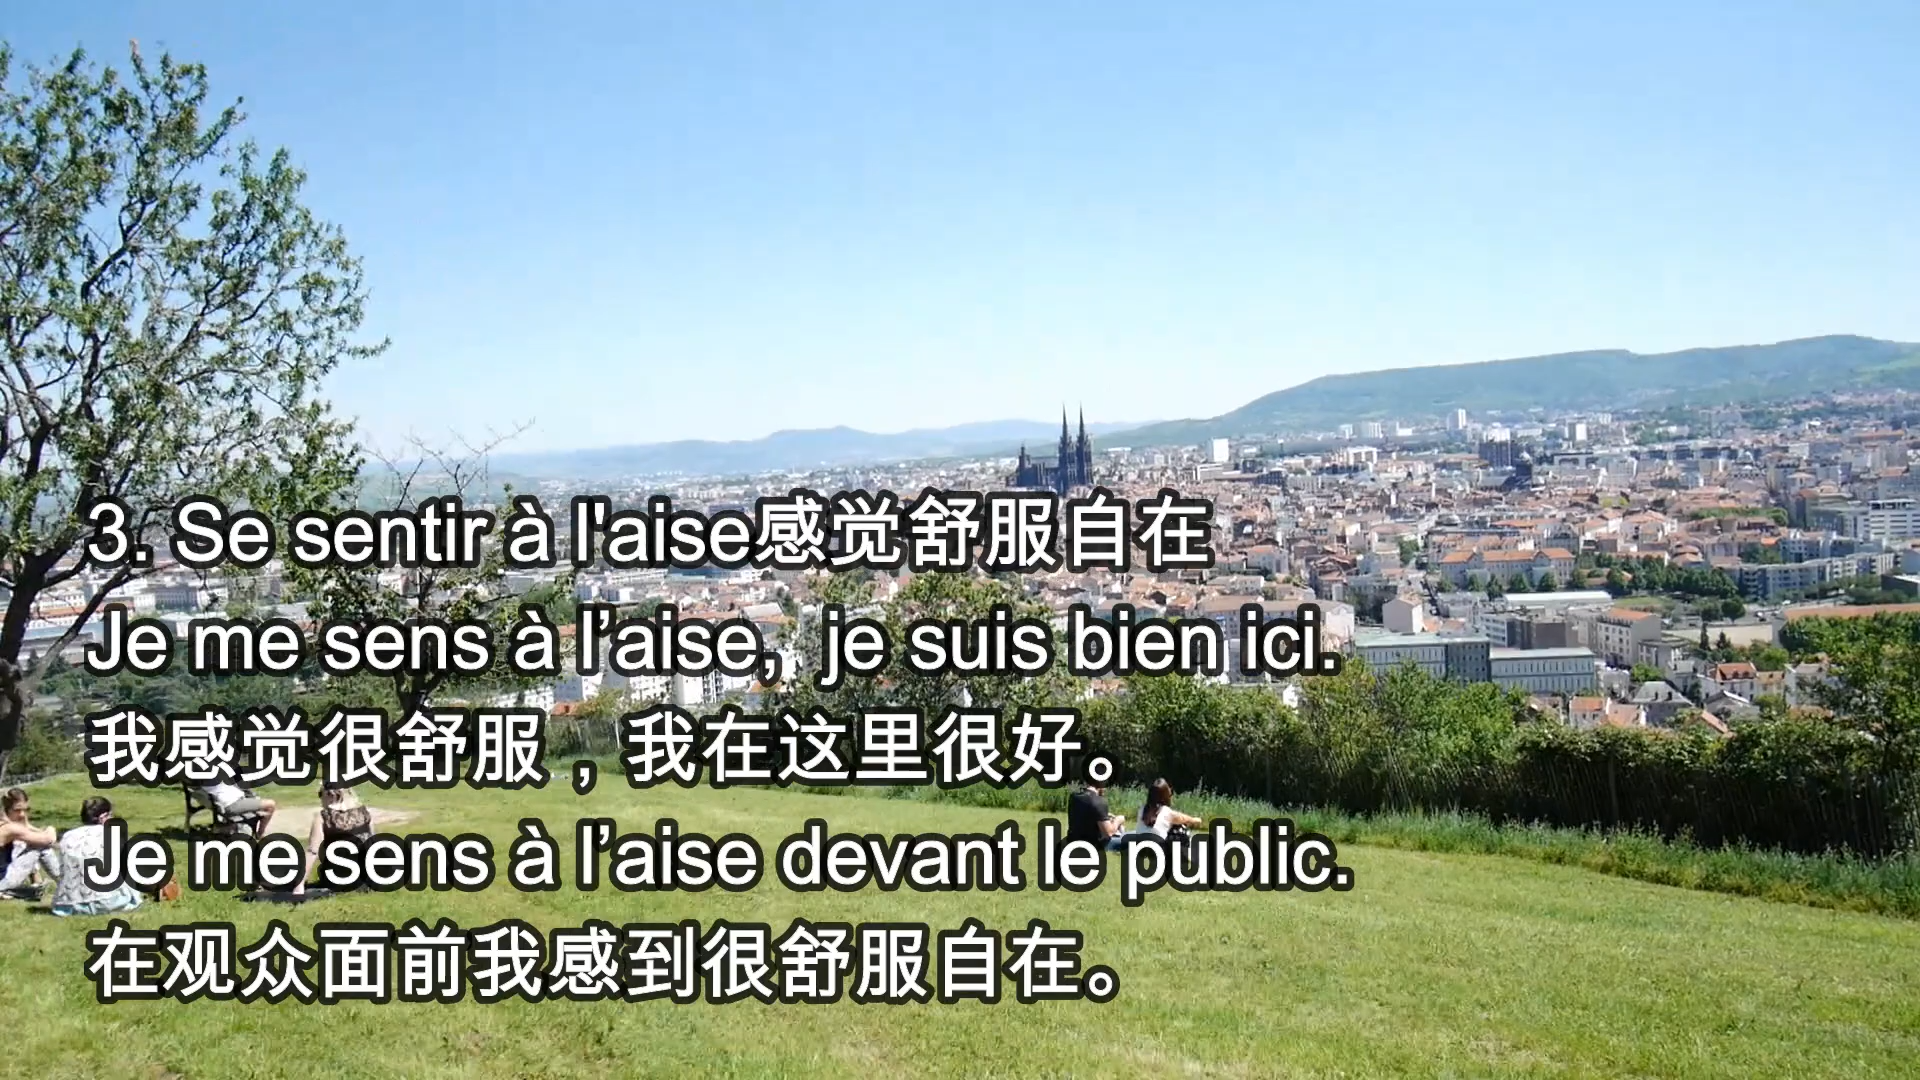 3. Se sentir à l'aise感觉舒服自在
Je me sens à l’aise,  je suis bien ici.
我感觉很舒服，我在这里很好。
Je me sens à l’aise devant le public.
在观众面前我感到很舒服自在。